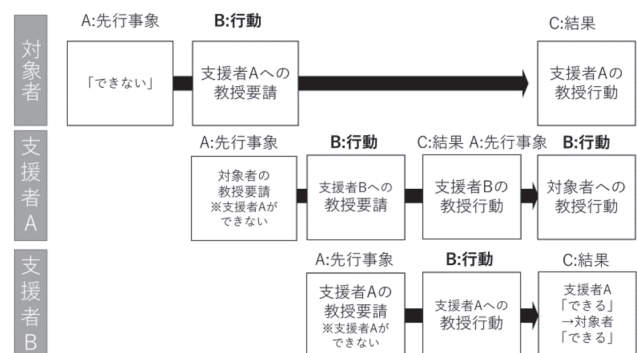 A:先行事象
B:行動
C:結果
対象者
「できない」
支援者Aへの
教授要請
支援者Aの
教授行動
A:先行事象
B:行動
C:結果 A:先行事象
B:行動
支援者A
対象者の
教授要請
※支援者Aが
できない
支援者Bへの
教授要請
支援者Bの
教授行動
対象者への
教授行動
A:先行事象
B:行動
C:結果
支援者B
支援者Aの
教授要請
※支援者Aが
できない
支援者Aへの
教授行動
支援者A
「できる」
→対象者
「できる」